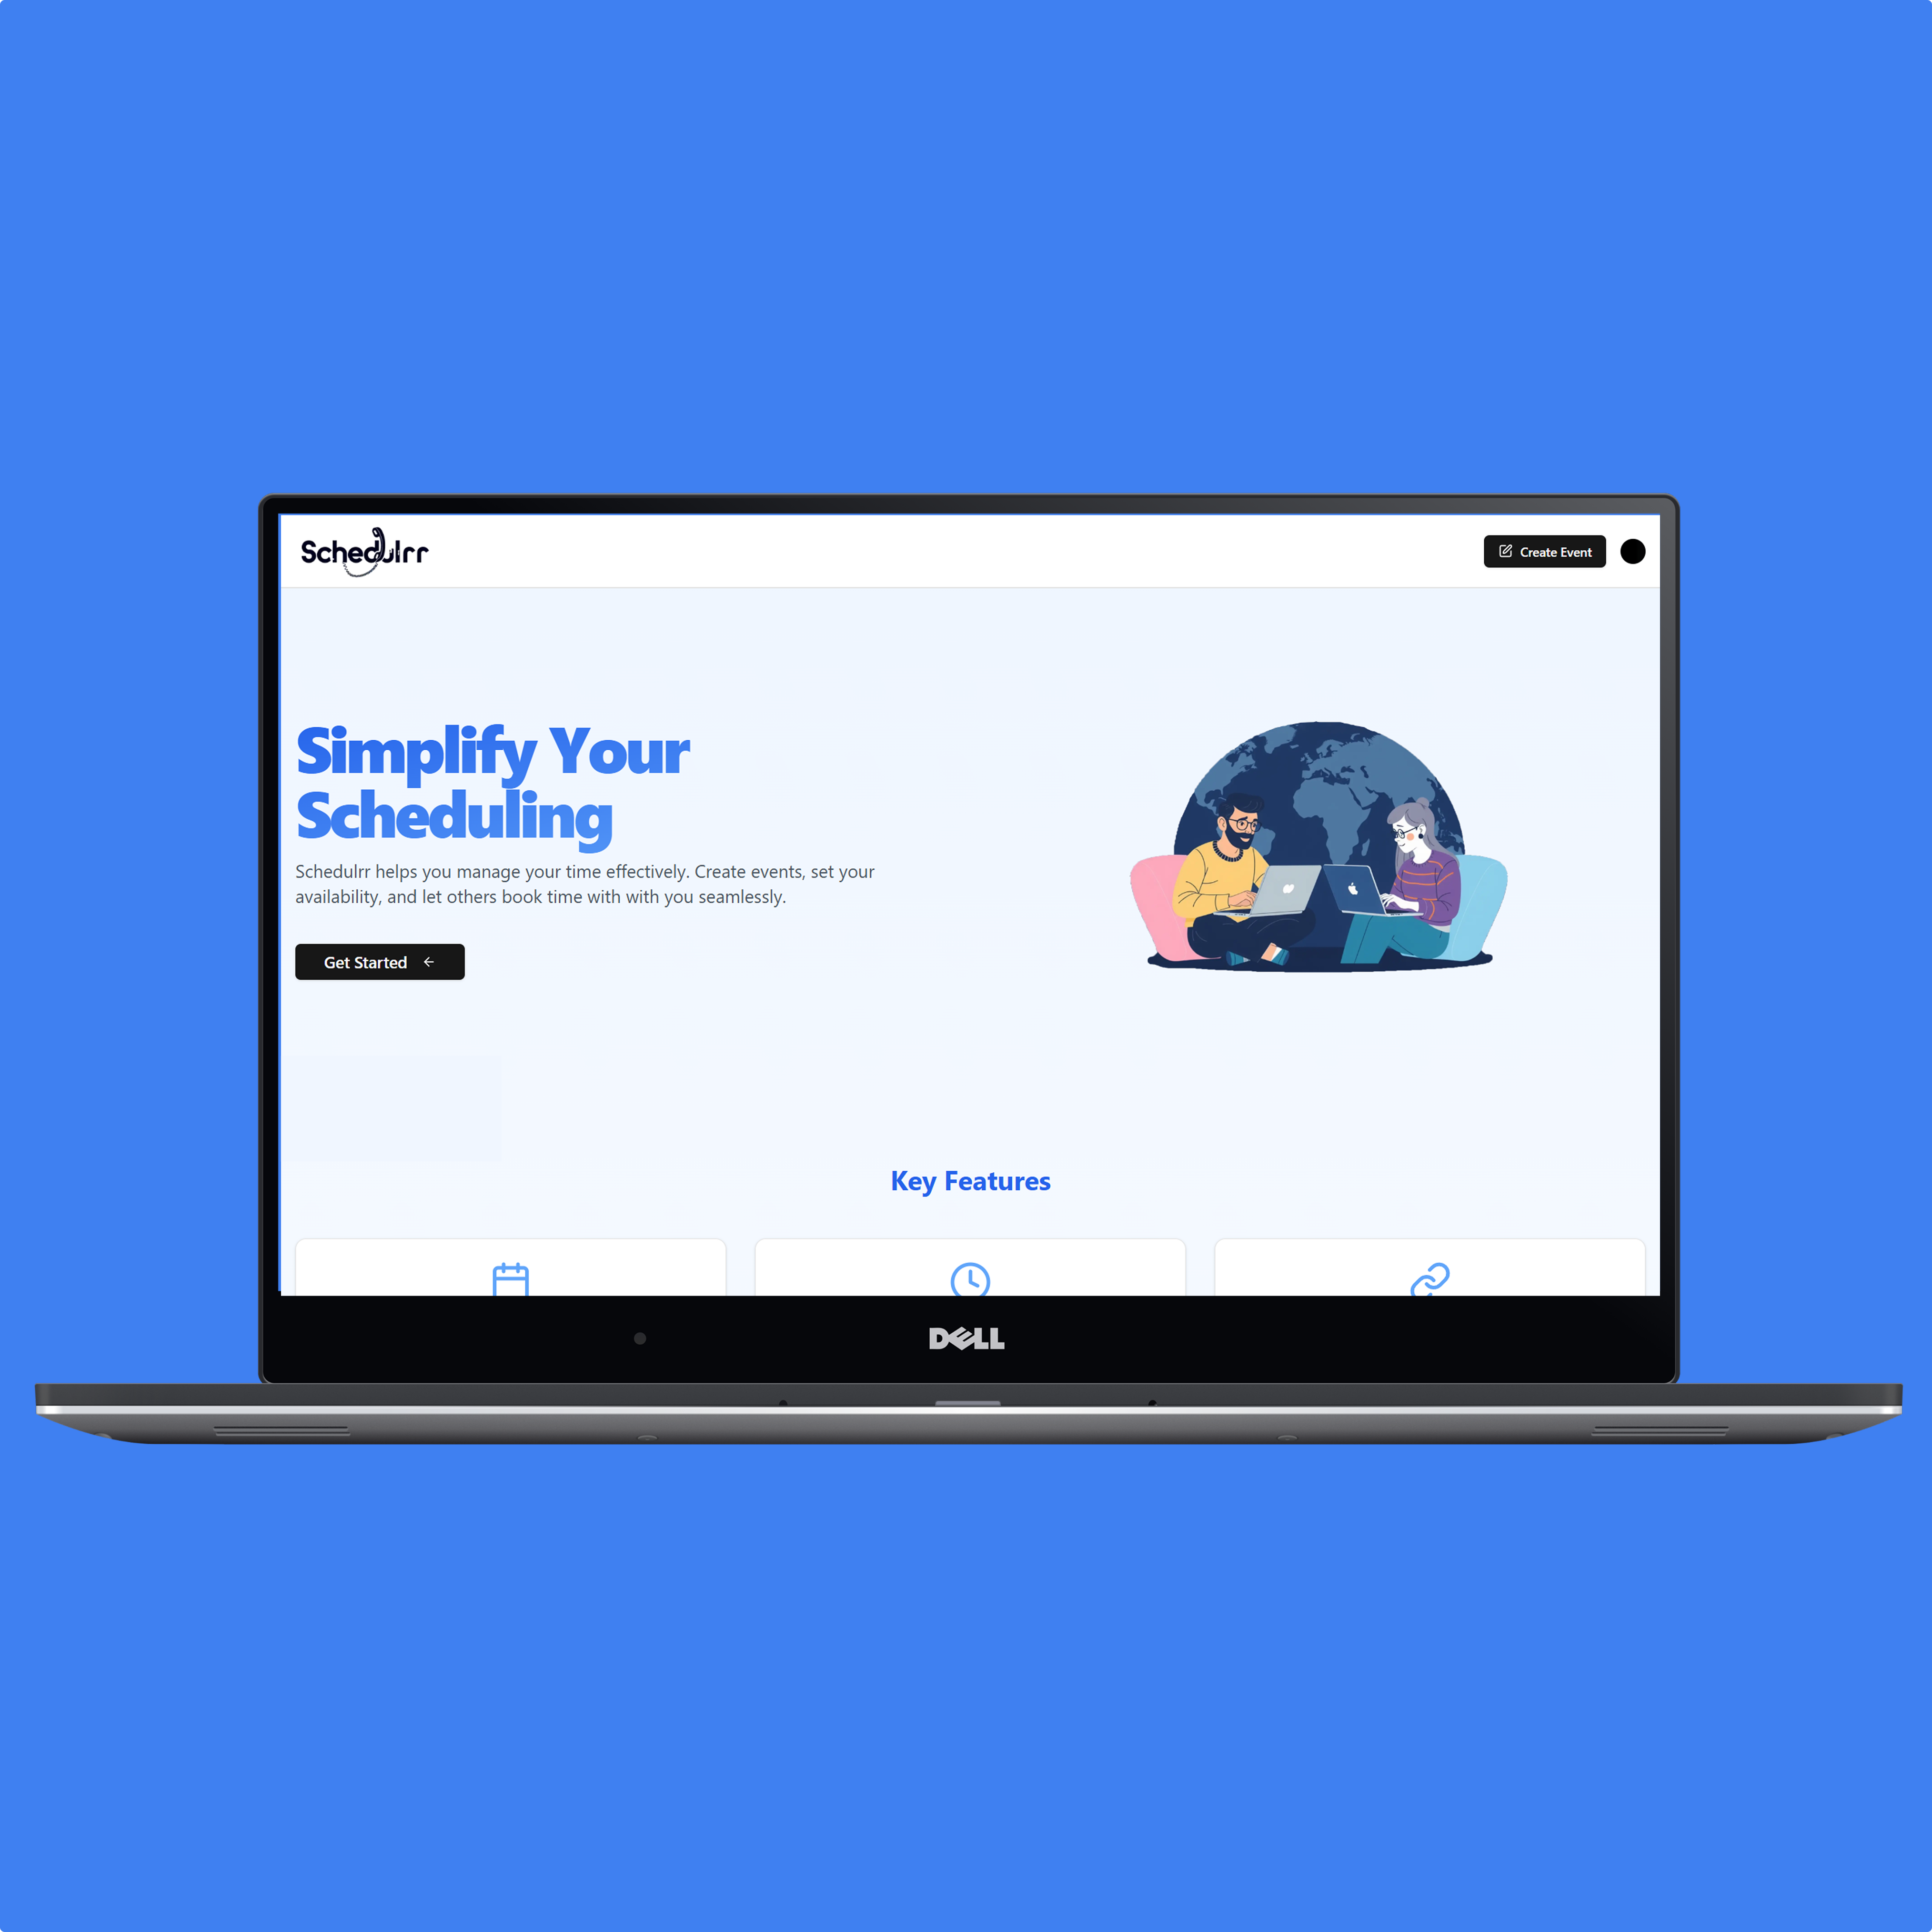 Schedulrr
Create Event
Simplify Your
Scheduling
Schedulrr helps you manage your time effectively. Create events, set your
availability, and let others book time with with you seamlessly.
Get Started
Key Features
DELL